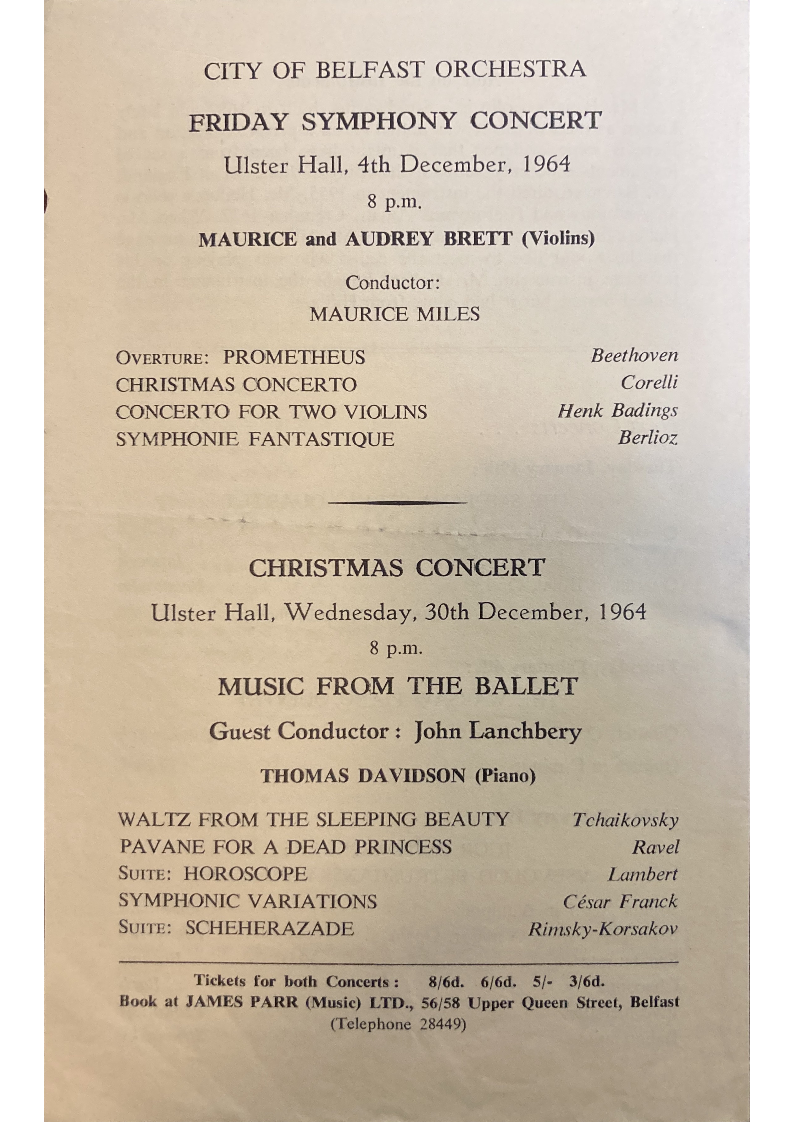 CITY OF BELFAST ORCHESTRA
FRIDAY SYMPHONY CONCERT
Ulster Hall, 4th December, 1964
8 p.m.
MAURICE and AUDREY BRETT (Violins)
Conductor:
MAURICE MILES
OVERTURE: PROMETHEUS Beethoven
CHRISTMAS CONCERTO Corelli
CONCERTO FOR TWO VIOLINS Henk Badings
SYMPHONIE FANTASTIQUE Berlioz
CHRISTMAS CONCERT
Ulster Hall, Wednesday, 30th December, 1964
8 p.m.
MUSIC FROM THE BALLET
Guest Conductor : John Lanchbery
THOMAS DAVIDSON (Piano)
WALTZ FROM THE SLEEPING BEAUTY Tchaikovsky
PAVANE FOR A DEAD PRINCESS Ravel
SUITE: HOROSCOPE Lambert
SYMPHONIC VARIATIONS César Franck
SUITE: SCHEHERAZADE Rimsky-Korsakov
Tickets for both Concerts : 8/6d. 6/6d. 5/- 3/6d.
Book at JAMES PARR (Music) LTD., 56/58 Upper Queen Street, Belfast
(Telephone 28449)